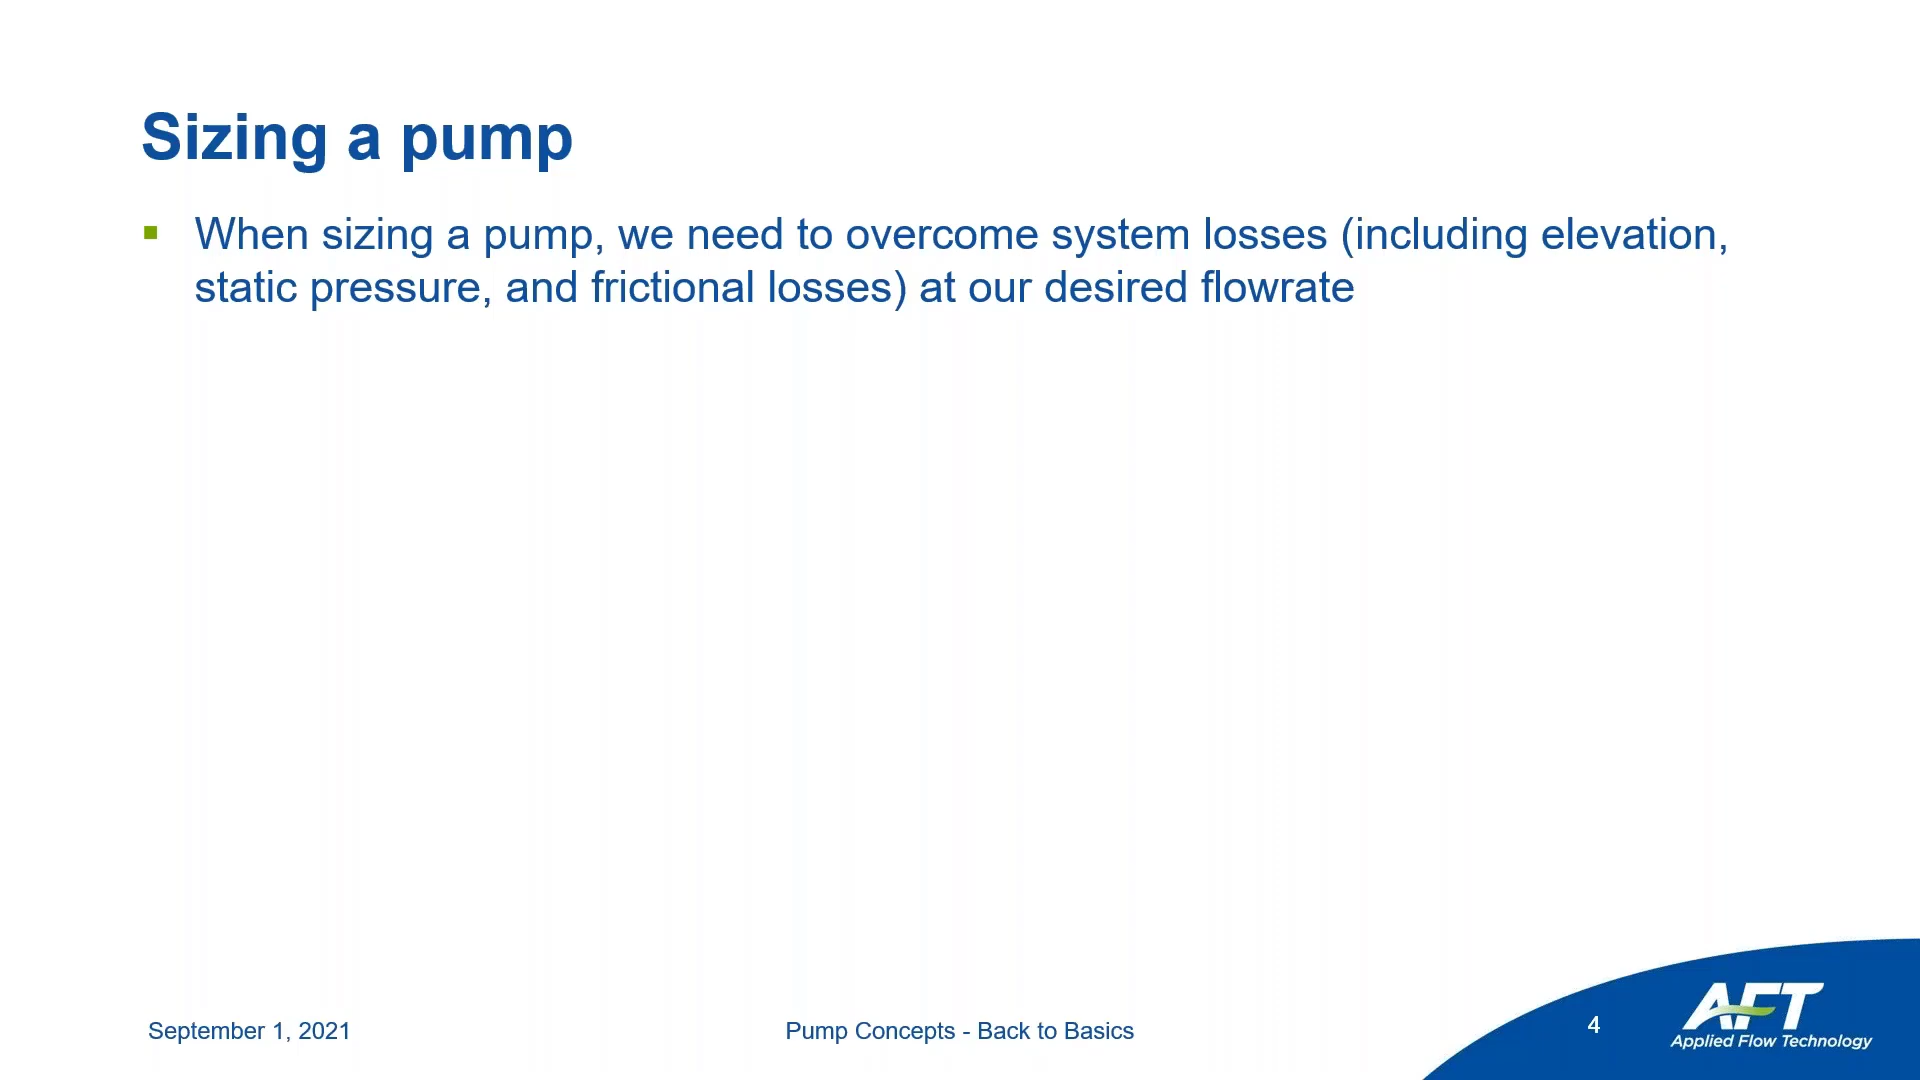 Sizing a pump
When sizing a pump, we need to overcome system losses (including elevation,
static pressure, and frictional losses) at our desired flowrate
September 1, 2021
Pump Concepts - Back to Basics
4
AFT
Applied Flow Technology